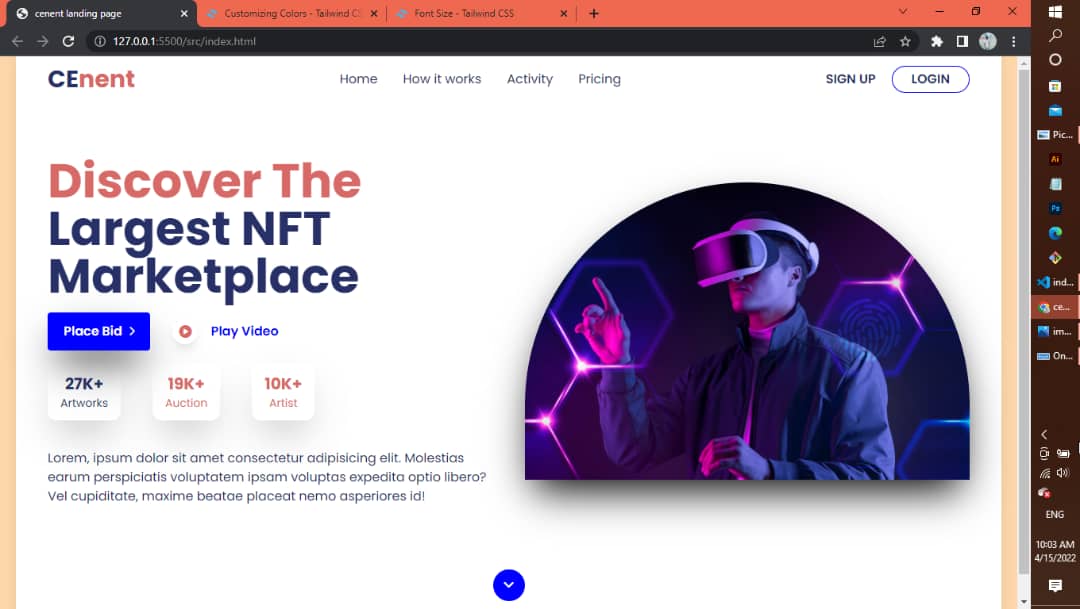 cenent landing page
Customizing Colors - Tailwind CS
Font Size - Tailwind CSS
127.0.0.1:5500/src/index.html
CEnent
Home
How it works
Activity
Pricing
SIGN UP
LOGIN
Discover The
Largest NFT
Marketplace
Place Bid
Play Video
27K+
Artworks
19K+
Auction
10K+
Artist
Lorem, ipsum dolor sit amet consectetur adipisicing elit. Molestias
earum perspiciatis voluptatem ipsam voluptas expedita optio libero?
Vel cupiditate, maxime beatae placeat nemo asperiores id!
Pic...
Ai
Ps
ind...
ce...
im...
On...
ENG
10:03 AM
4/15/2022